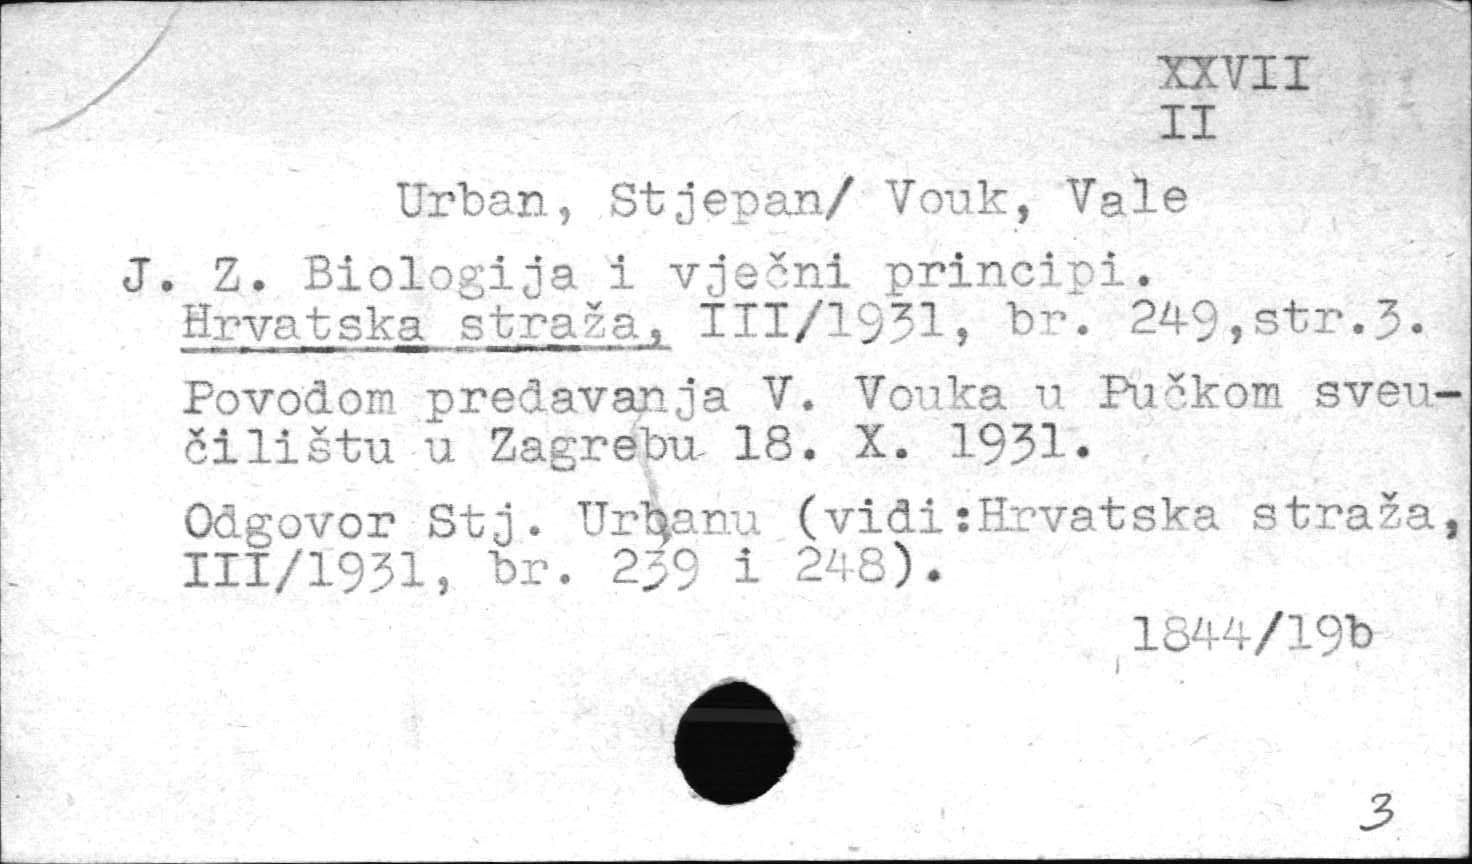 XXVII
II
Urban, Stjepan/ Vouk, Vale
J. Z. Biologija i vječni principi.
Hrvatska straža, III/1931, br. 249,str.3.
Povodom predavanja V. Vouka u Pučkom sveu-
čilištu u Zagrebu 18. X. 1931.
Odgovor Stj. Urbanu (vidi:Hrvatska straža,
III/1931, br. 239 i 248).
1844/19b
3